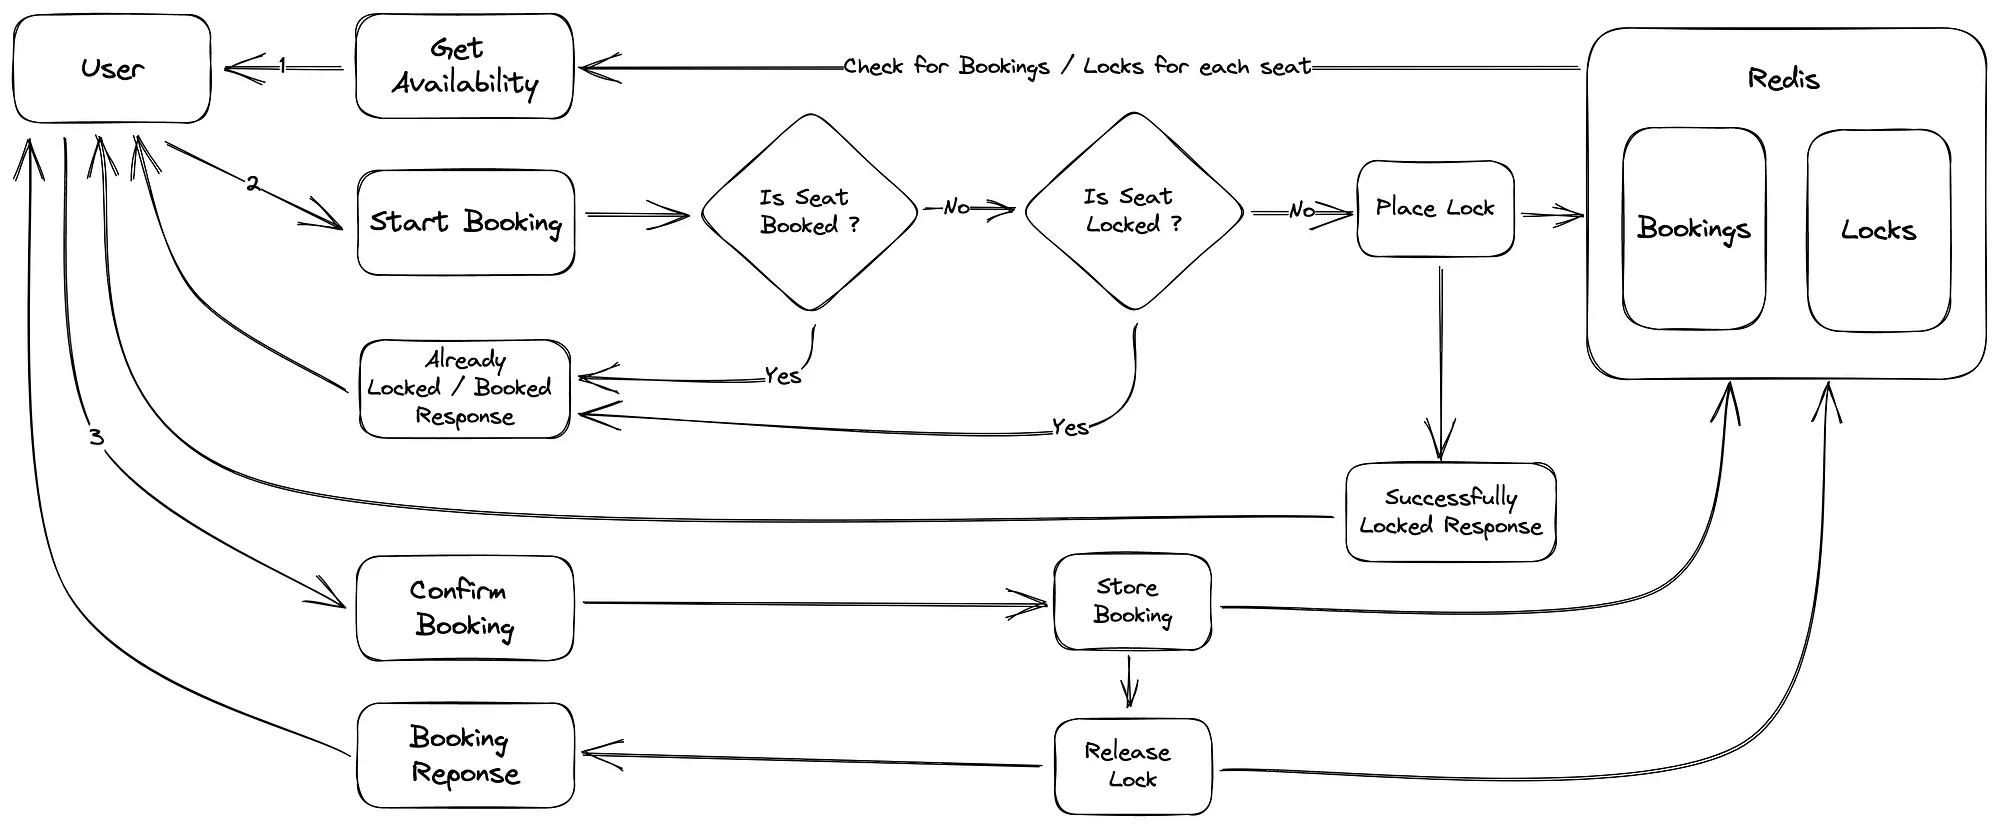 User
1
Get
Availability
Check for Bookings / Locks for each seat
Redis
Bookings
Locks
2
Start Booking
Is Seat
Booked ?
No
Is Seat
Locked ?
No
Place Lock
Already
Locked / Booked
Response
Yes
Yes
3
Successfully
Locked Response
Confirm
Booking
Store
Booking
Booking
Reponse
Release
Lock